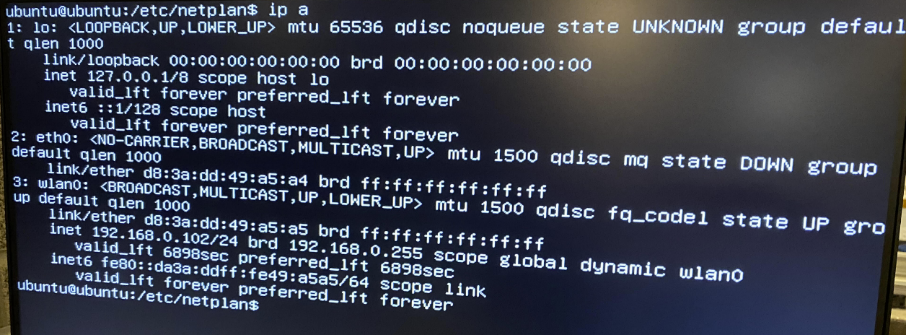 ubuntu@ubuntu:/etc/netplan$ ip a
1: lo: <LOOPBACK,UP,LOWER_UP> mtu 65536 qdisc noqueue state UNKNOWN group defaul
t qlen 1000
    link/loopback 00:00:00:00:00:00 brd 00:00:00:00:00:00
    inet 127.0.0.1/8 scope host lo
       valid_lft forever preferred_lft forever
    inet6 ::1/128 scope host
       valid_lft forever preferred_lft forever
2: eth0: <NO-CARRIER,BROADCAST,MULTICAST,UP> mtu 1500 qdisc mq state DOWN group
default qlen 1000
    link/ether d8:3a:dd:49:a5:a4 brd ff:ff:ff:ff:ff:ff
3: wlan0: <BROADCAST,MULTICAST,UP,LOWER_UP> mtu 1500 qdisc fq_codel state UP gro
up default qlen 1000
    link/ether d8:3a:dd:49:a5:a5 brd ff:ff:ff:ff:ff:ff
    inet 192.168.0.102/24 brd 192.168.0.255 scope global dynamic wlan0
       valid_lft 6898sec preferred_lft 6898sec
    inet6 fe80::da3a:ddff:fe49:a5a5/64 scope link
       valid_lft forever preferred_lft forever
ubuntu@ubuntu:/etc/netplan$